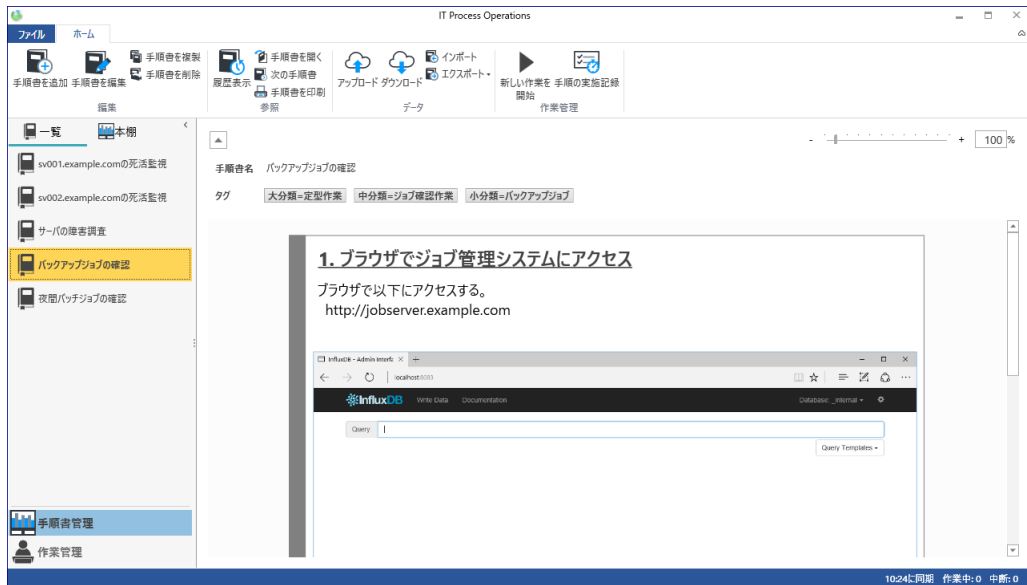 IT Process Operations
ファイル ホーム
手順書を追加 手順書を編集 手順書を複製 手順書を削除
編集
履歴表示 手順書を開く 次の手順書 手順書を印刷
参照
アップロード ダウンロード インポート エクスポート
データ
新しい作業を開始 手順の実施記録
作業管理
一覧 本棚
sv001.example.comの死活監視
sv002.example.comの死活監視
サーバの障害調査
バックアップジョブの確認
夜間バッチジョブの確認
手順書管理
作業管理
- + 100 %
手順書名 バックアップジョブの確認
タグ 大分類=定型作業 中分類=ジョブ確認作業 小分類=バックアップジョブ
1. ブラウザでジョブ管理システムにアクセス
ブラウザで以下にアクセスする。
http://jobserver.example.com
InfluxDB - Admin Interfa
localhost:8083
InfluxDB Write Data Documentation Database: _internal
Query
Query Templates
10:24に同期 作業中: 0 中断: 0